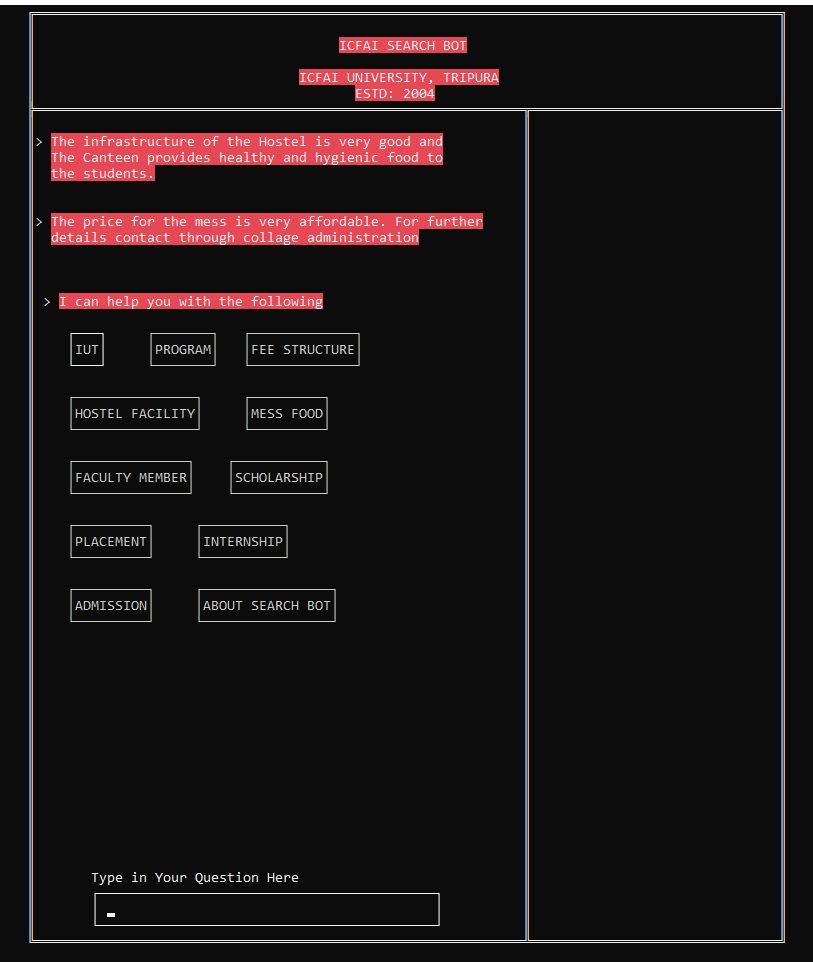 ICFAI SEARCH BOT
ICFAI UNIVERSITY, TRIPURA
ESTD: 2004
> The infrastructure of the Hostel is very good and
The Canteen provides healthy and hygienic food to
the students.
> The price for the mess is very affordable. For further
details contact through collage administration
> I can help you with the following
IUT PROGRAM FEE STRUCTURE
HOSTEL FACILITY MESS FOOD
FACULTY MEMBER SCHOLARSHIP
PLACEMENT INTERNSHIP
ADMISSION ABOUT SEARCH BOT
Type in Your Question Here